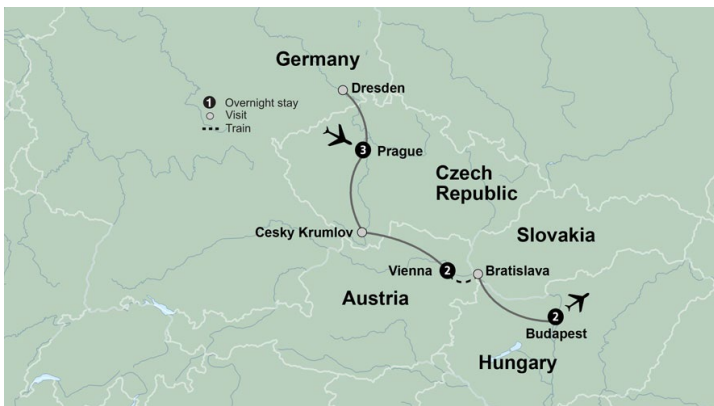 Germany
Dresden
1 Overnight stay
Visit
Train
3 Prague
Czech
Republic
Cesky Krumlov
Slovakia
Vienna 2
Bratislava
Austria
2
Budapest
Hungary